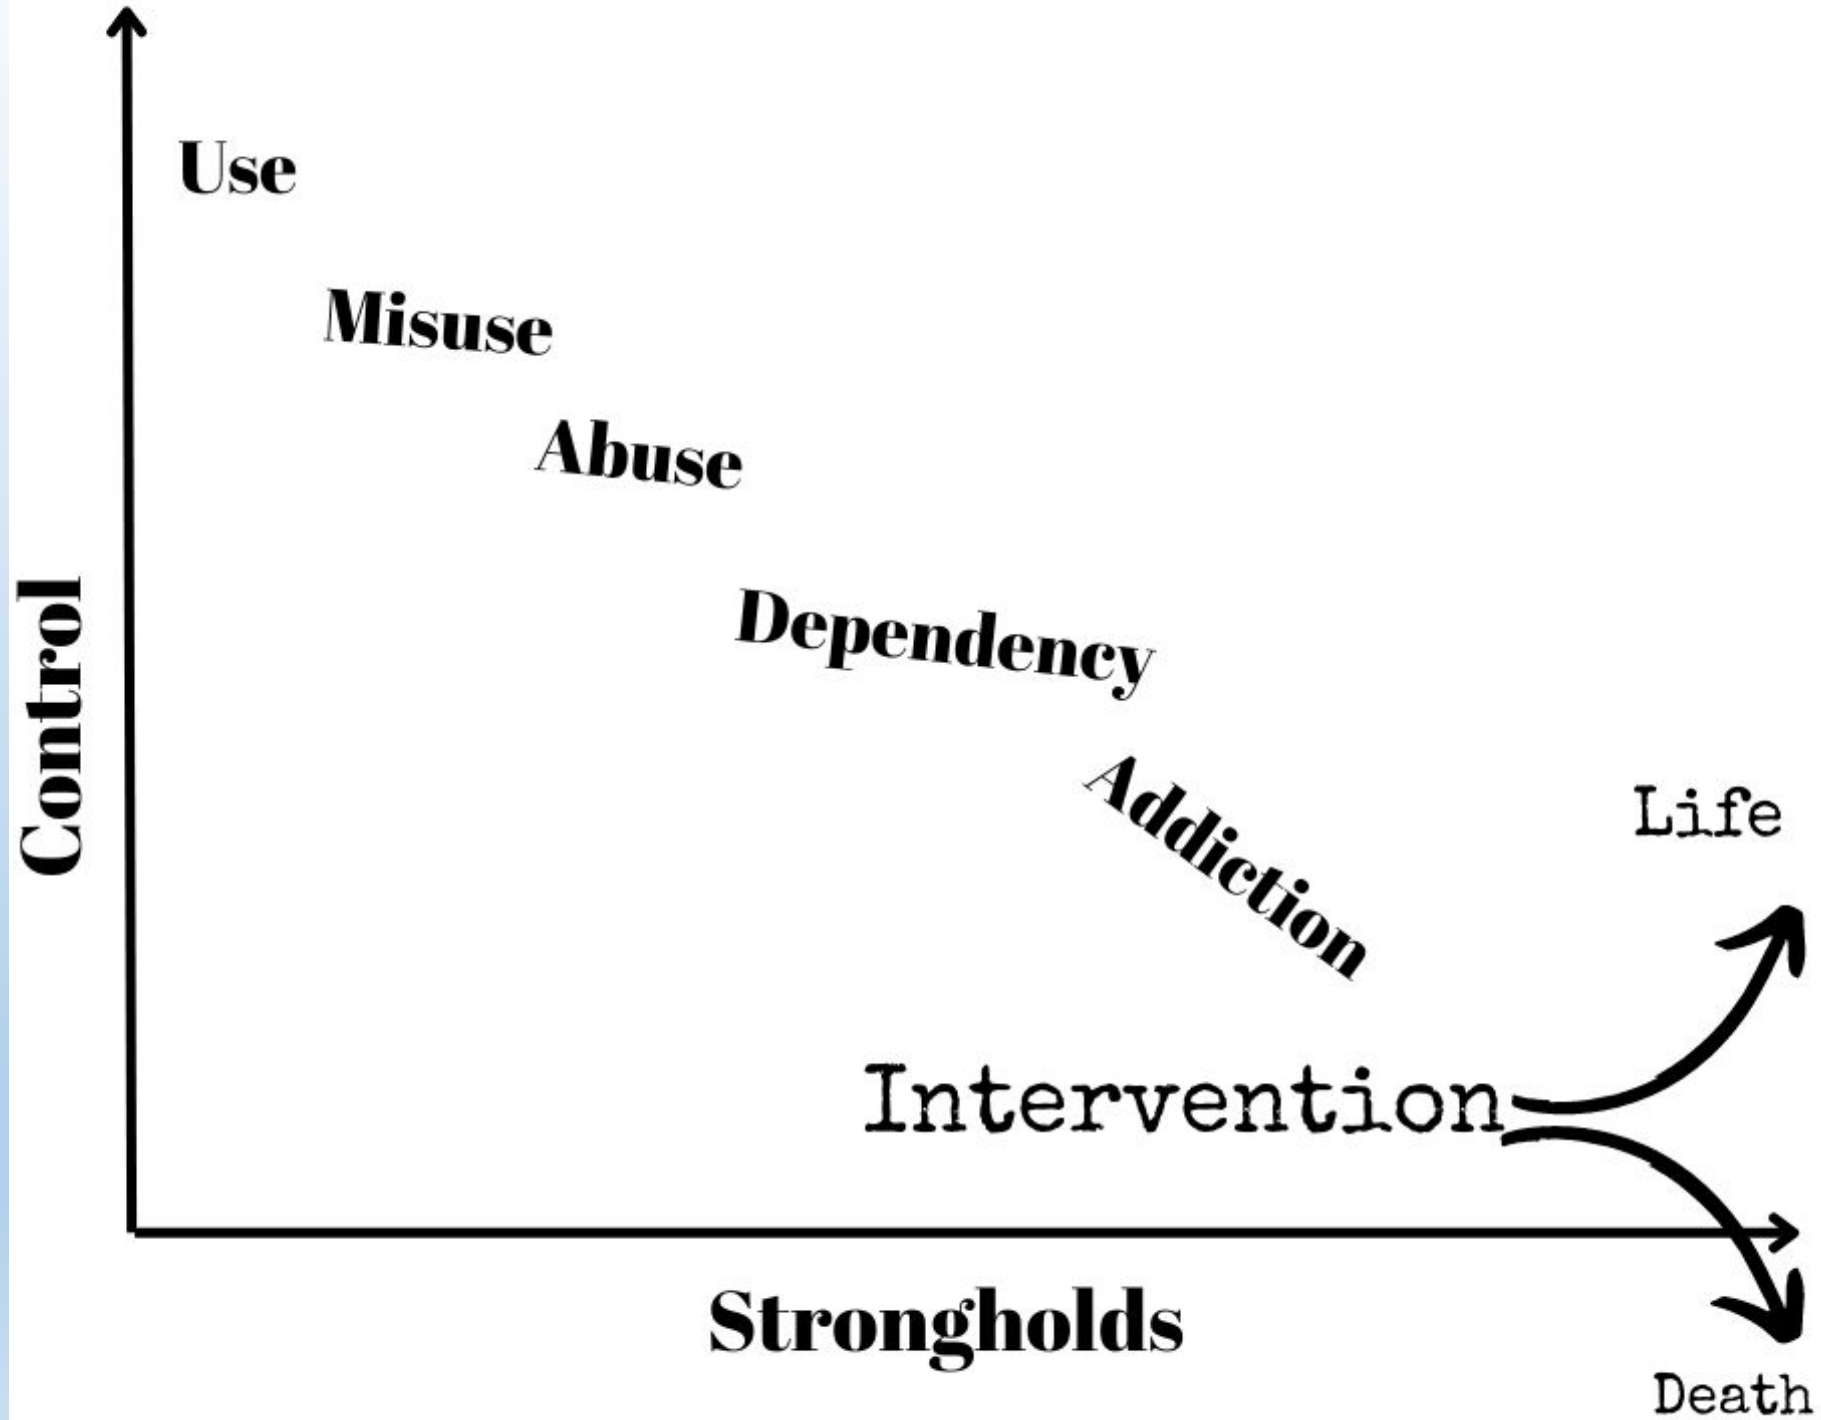 Use
Misuse
Abuse
Dependency
Control
Addiction
Life
Intervention
Strongholds
Death